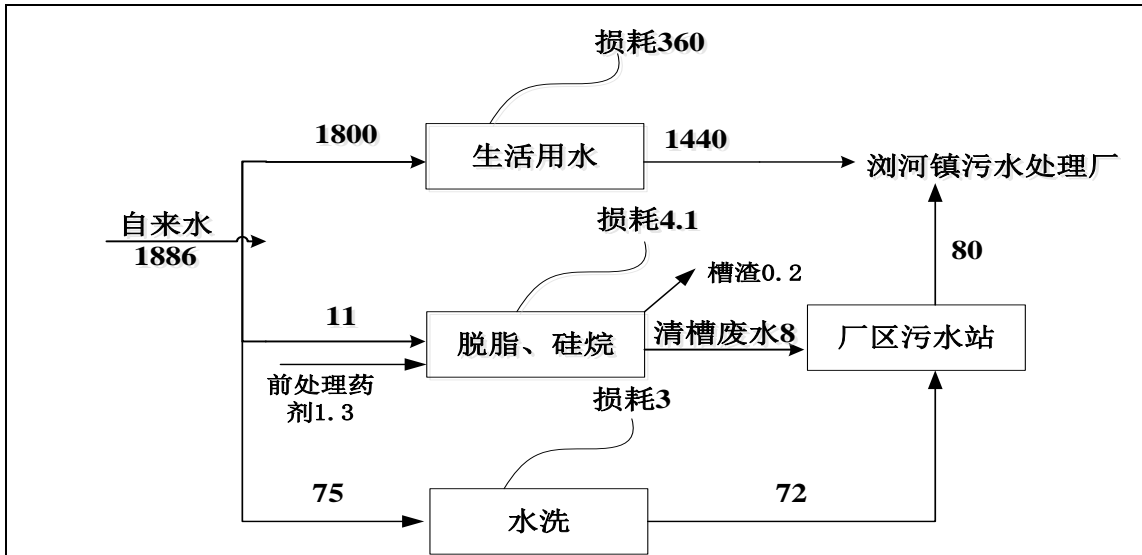 损耗360
1800
生活用水
1440
浏河镇污水处理厂
自来水
1886
损耗4.1
80
槽渣0.2
11
脱脂、硅烷
清槽废水8
厂区污水站
前处理药
剂1.3
损耗3
75
水洗
72